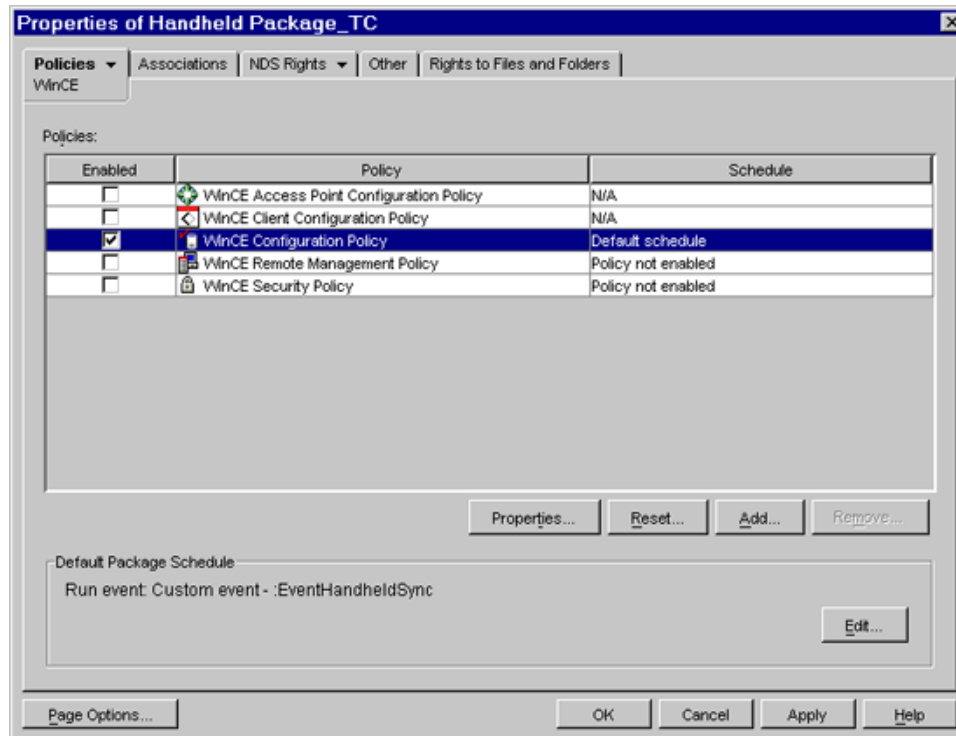 Properties of Handheld Package_TC
Policies Associations NDS Rights Other Rights to Files and Folders
WinCE
Policies:
Enabled Policy Schedule
WinCE Access Point Configuration Policy N/A
WinCE Client Configuration Policy N/A
WinCE Configuration Policy Default schedule
WinCE Remote Management Policy Policy not enabled
WinCE Security Policy Policy not enabled
Properties... Reset... Add... Remove...
Default Package Schedule
Run event: Custom event - :EventHandheldSync
Edit...
Page Options... OK Cancel Apply Help